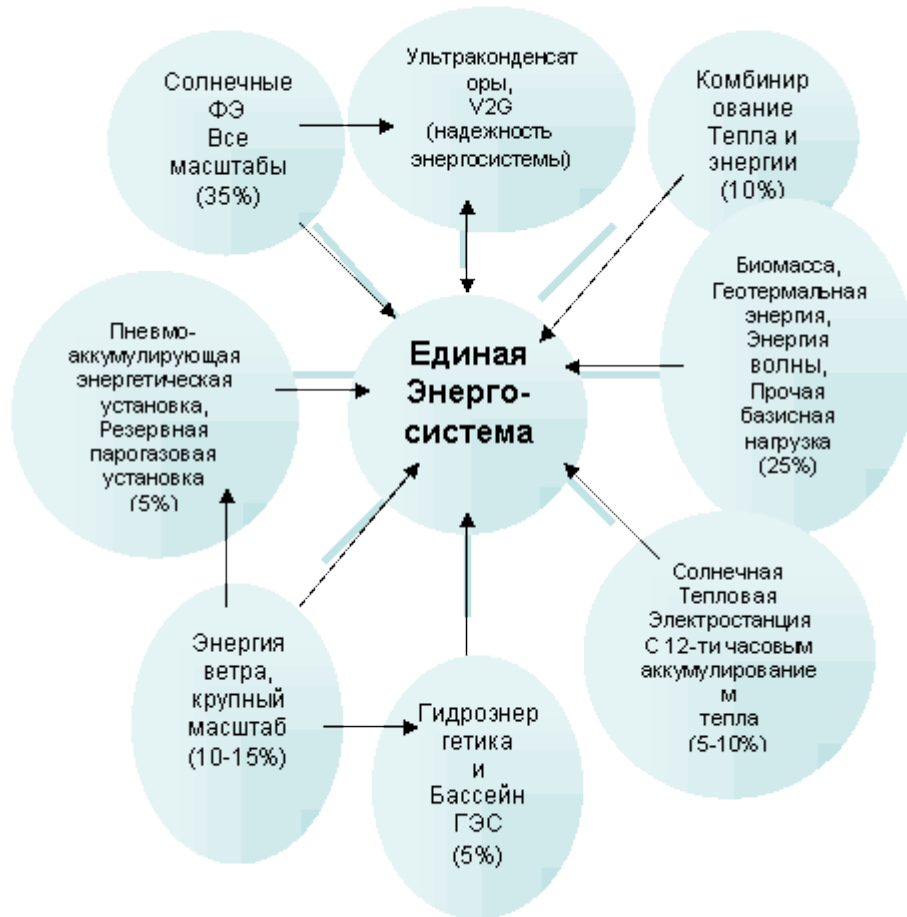 Солнечные
ФЭ
Все
масштабы
(35%)
Ультраконденсат
оры,
V2G
(надежность
энергосистемы)
Комбинир
ование
Тепла и
энергии
(10%)
Биомасса,
Геотермальная
энергия,
Энергия
волны,
Прочая
базисная
нагрузка
(25%)
Пневмо-
аккумулирующая
энергетическая
установка,
Резервная
парогазовая
установка
(5%)
Единая
Энерго-
система
Солнечная
Тепловая
Электростанция
С 12-ти часовым
аккумулирование
м
тепла
(5-10%)
Энергия
ветра,
крупный
масштаб
(10-15%)
Гидроэнер
гетика
и
Бассейн
ГЭС
(5%)